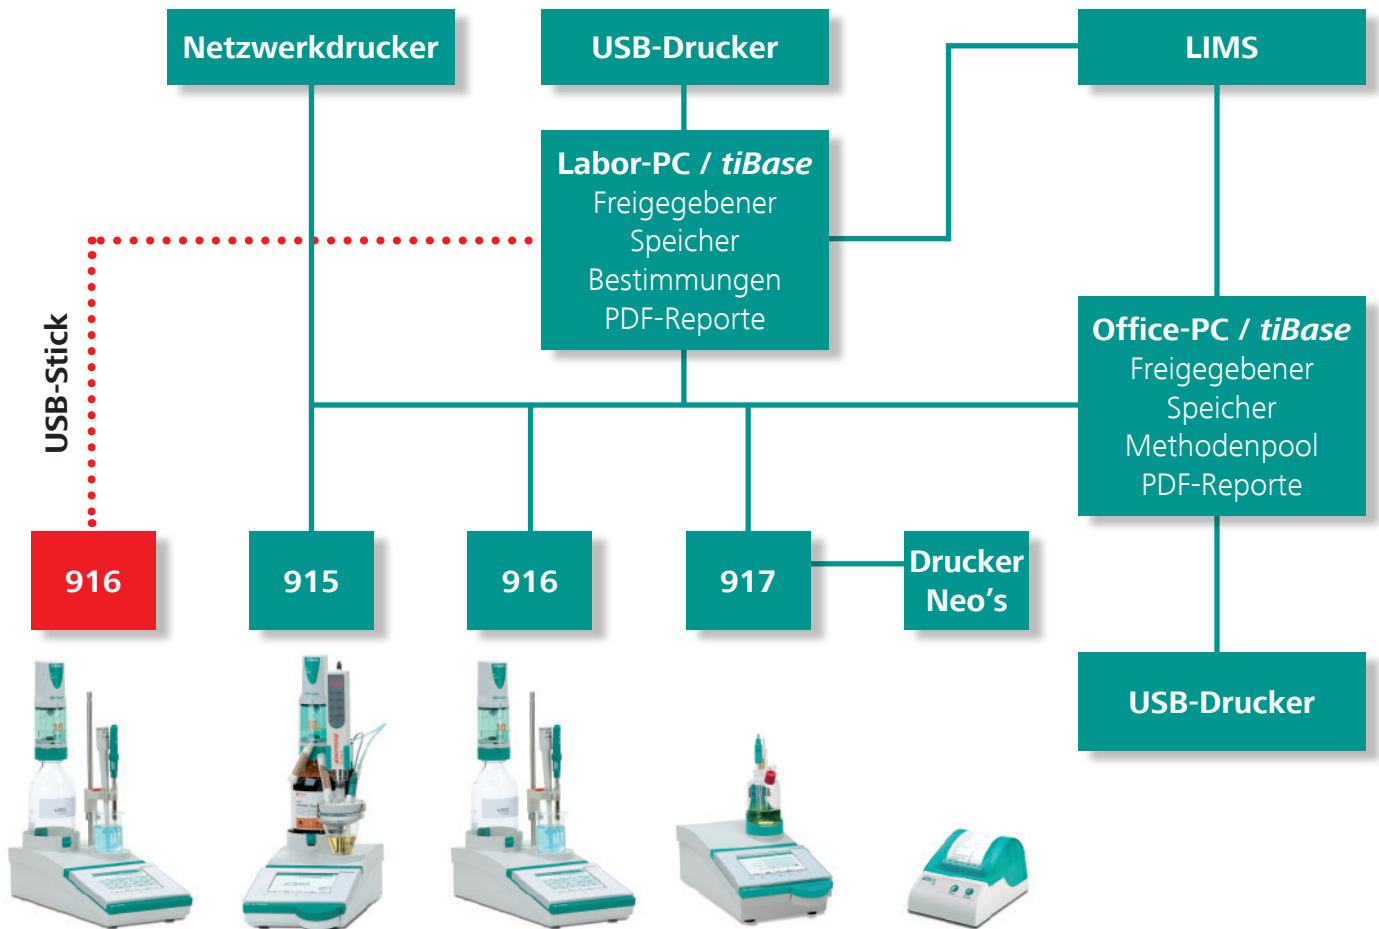 Netzwerkdrucker
USB-Drucker
LIMS
Labor-PC / tiBase
Freigegebener
Speicher
Bestimmungen
PDF-Reporte
USB-Stick
Office-PC / tiBase
Freigegebener
Speicher
Methodenpool
PDF-Reporte
916
915
916
917
Drucker
Neo’s
USB-Drucker